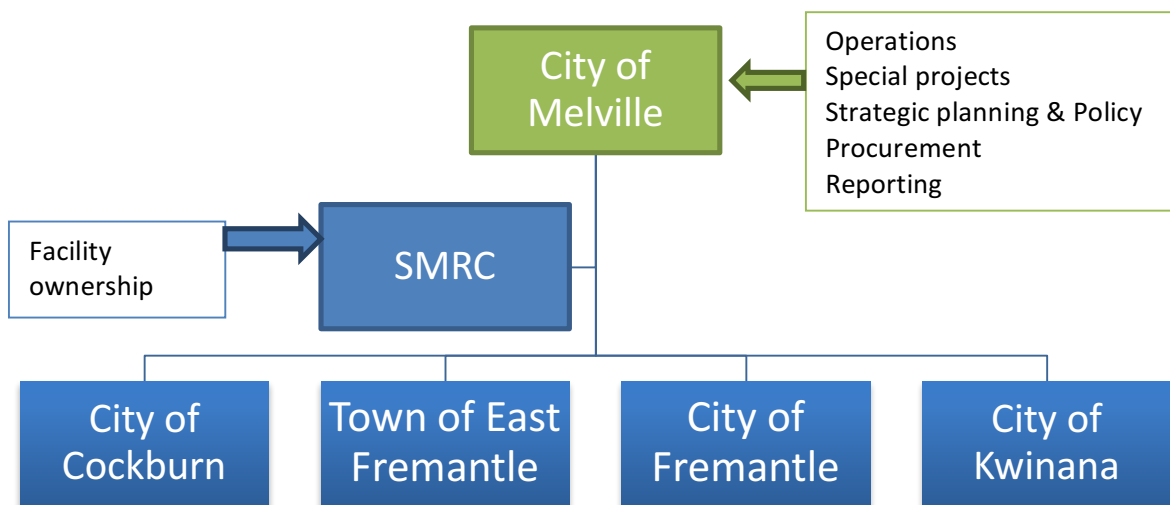 City of
Melville
Operations
Special projects
Strategic planning & Policy
Procurement
Reporting
Facility
ownership
SMRC
City of
Cockburn
Town of East
Fremantle
City of
Fremantle
City of
Kwinana